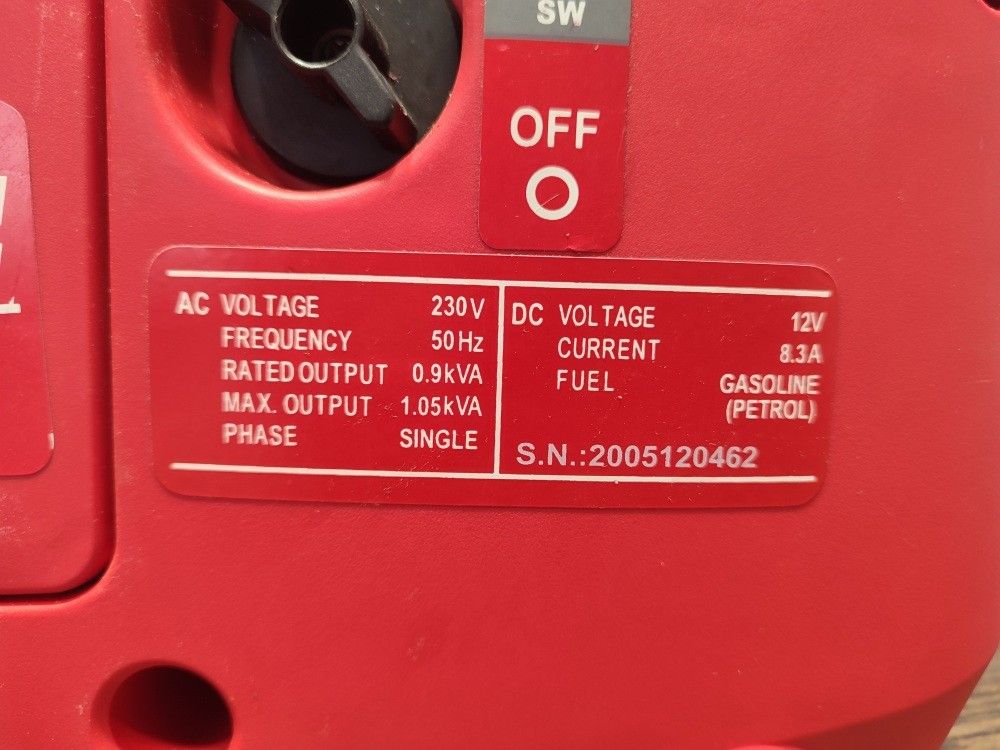 SW
OFF
AC VOLTAGE 230V
FREQUENCY 50Hz
RATED OUTPUT 0.9kVA
MAX. OUTPUT 1.05kVA
PHASE SINGLE
DC VOLTAGE 12V
CURRENT 8.3A
FUEL GASOLINE
(PETROL)
S.N.:2005120462